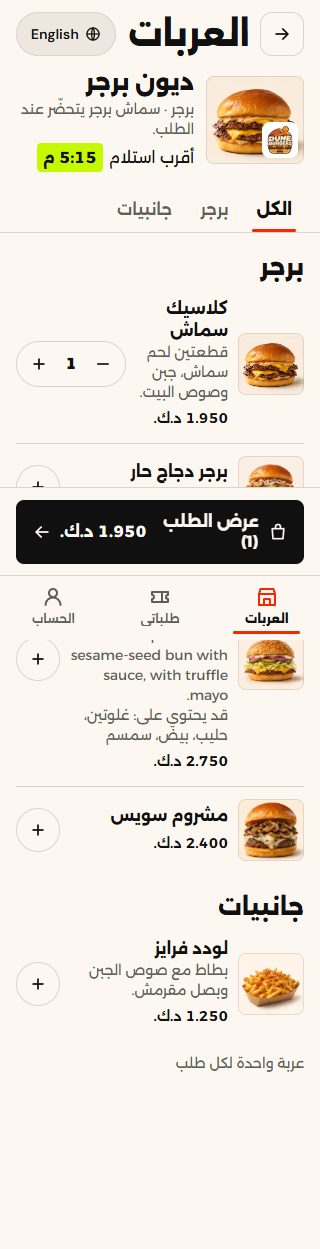 العربات
English
ديون برجر
برجر · سماش برجر يتحضّر عند
الطلب.
أقرب استلام 5:15 م
DUNE
BURGERS
الكل
برجر
جانبيات
برجر
كلاسيك
سماش
قطعتين لحم
سماش، جبن
وصوص البيت.
1.950 د.ك.
1
برجر دجاج حار
عرض الطلب
(1)
1.950 د.ك.
العربات
طلباتي
الحساب
sesame-seed bun with
sauce, with truffle
mayo.
قد يحتوي على: غلوتين،
حليب، بيض، سمسم
2.750 د.ك.
مشروم سويس
2.400 د.ك.
جانبيات
لودد فرايز
بطاط مع صوص الجبن
وبصل مقرمش.
1.250 د.ك.
عربة واحدة لكل طلب